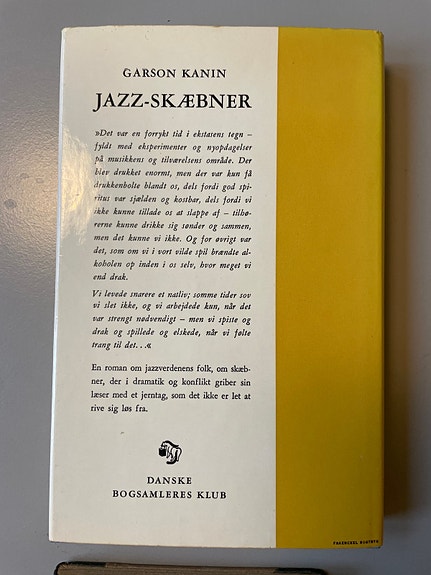 GARSON KANIN
JAZZ-SKÆBNER
»Det var en forrykt tid i ekstasens tegn –
fyldt med eksperimenter og nyopdagelser
på musikkens og tilværelsens område. Der
blev drukket enormt, men der var kun få
drukkenbolte blandt os, dels fordi god spi-
ritus var sjælden og kostbar, dels fordi vi
ikke kunne tillade os at slappe af – tilhø-
rerne kunne drikke sig sønder og sammen,
men det kunne vi ikke. Og for øvrigt var
det, som om vi i vort vilde spil brændte al-
koholen op inden i os selv, hvor meget vi
end drak.
Vi levede snarere et natliv; somme tider sov
vi slet ikke, og vi arbejdede kun, når det
var strengt nødvendigt – men vi spiste og
drak og spillede og elskede, når vi følte
trang til det. . .«
En roman om jazzverdenens folk, om skæb-
ner, der i dramatik og konflikt griber sin
læser med et jerntag, som det ikke er let at
rive sig løs fra.
DANSKE
BOGSAMLERES KLUB